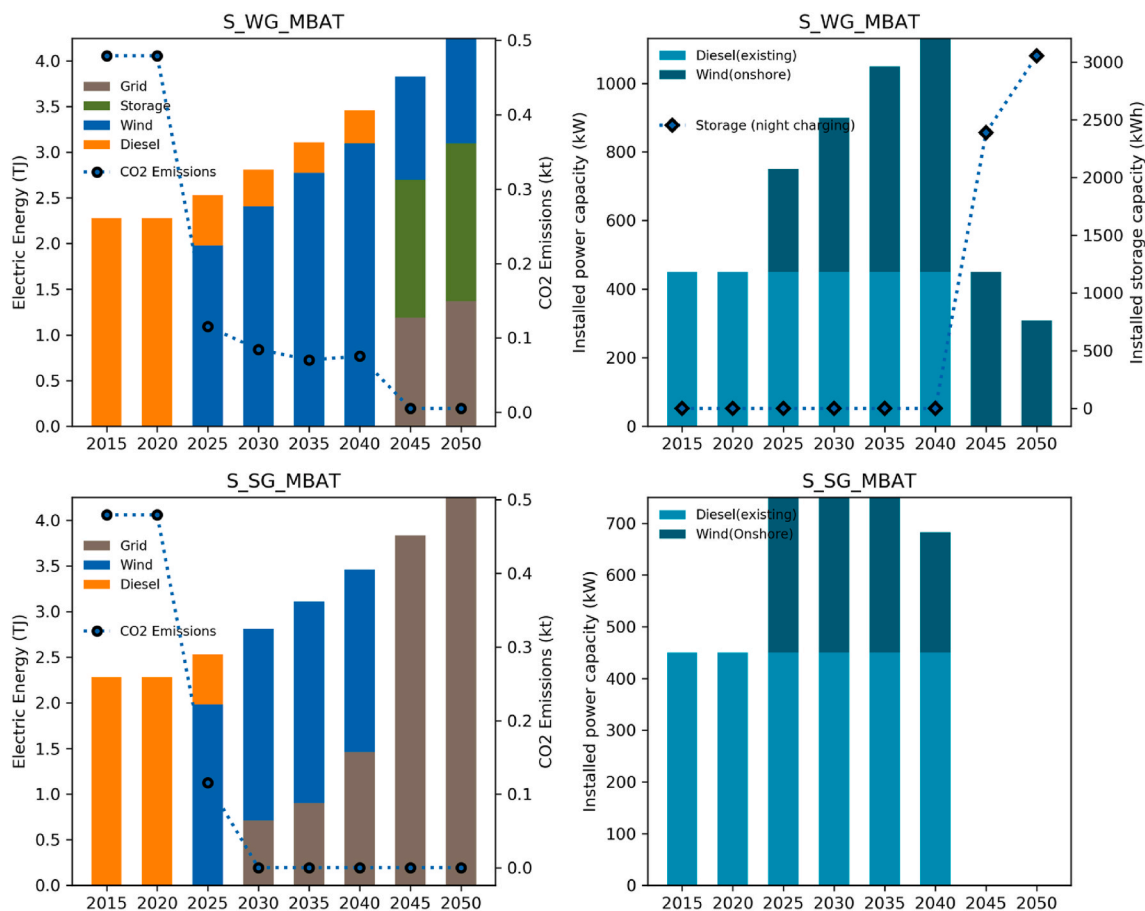 S_WG_MBAT
Electric Energy (TJ)
4.0
3.5
3.0
2.5
2.0
1.5
1.0
0.5
0.0
Grid
Storage
Wind
Diesel
CO2 Emissions
0.5
0.4
0.3
0.2
0.1
0.0
CO2 Emissions (kt)
2015 2020 2025 2030 2035 2040 2045 2050
S_WG_MBAT
Installed power capacity (kW)
1000
800
600
400
200
0
Diesel(existing)
Wind(onshore)
Storage (night charging)
3000
2500
2000
1500
1000
500
0
Installed storage capacity (kWh)
2015 2020 2025 2030 2035 2040 2045 2050
S_SG_MBAT
Electric Energy (TJ)
4.0
3.5
3.0
2.5
2.0
1.5
1.0
0.5
0.0
Grid
Wind
Diesel
CO2 Emissions
0.5
0.4
0.3
0.2
0.1
0.0
CO2 Emissions (kt)
2015 2020 2025 2030 2035 2040 2045 2050
S_SG_MBAT
Installed power capacity (kW)
700
600
500
400
300
200
100
0
Diesel(existing)
Wind(Onshore)
2015 2020 2025 2030 2035 2040 2045 2050